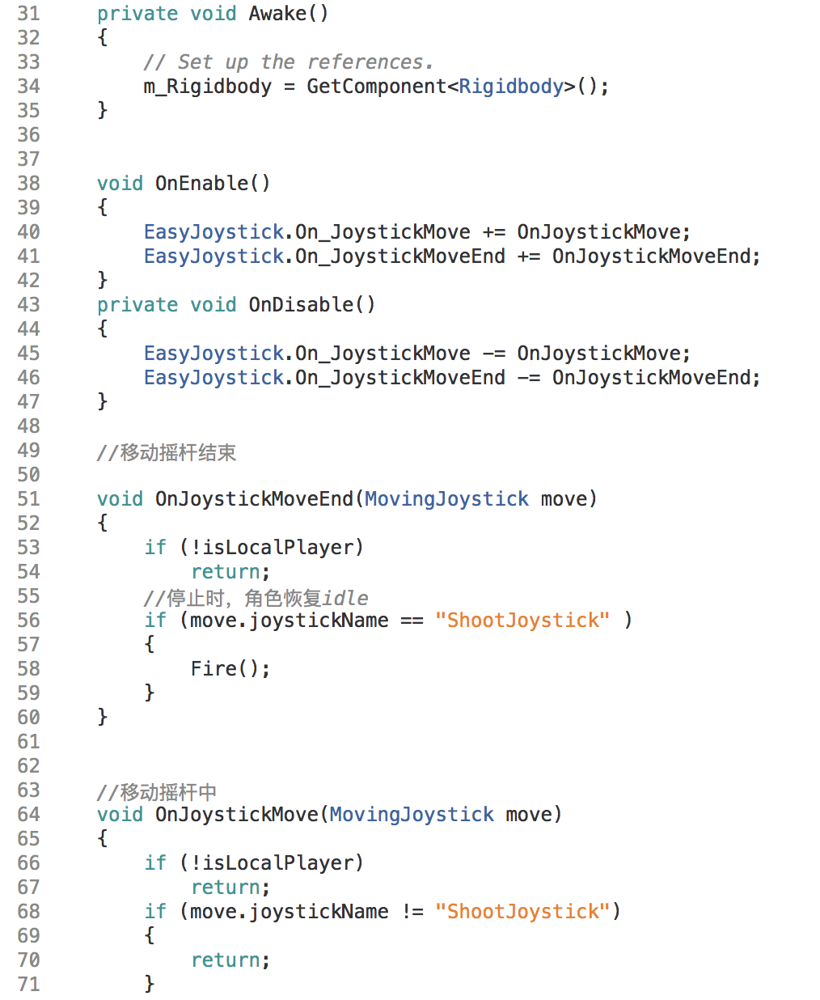 31 private void Awake()
32 {
33 // Set up the references.
34 m_Rigidbody = GetComponent<Rigidbody>();
35 }
36
37
38 void OnEnable()
39 {
40 EasyJoystick.On_JoystickMove += OnJoystickMove;
41 EasyJoystick.On_JoystickMoveEnd += OnJoystickMoveEnd;
42 }
43 private void OnDisable()
44 {
45 EasyJoystick.On_JoystickMove -= OnJoystickMove;
46 EasyJoystick.On_JoystickMoveEnd -= OnJoystickMoveEnd;
47 }
48
49 //移动摇杆结束
50
51 void OnJoystickMoveEnd(MovingJoystick move)
52 {
53 if (!isLocalPlayer)
54 return;
55 //停止时，角色恢复idle
56 if (move.joystickName == "ShootJoystick" )
57 {
58 Fire();
59 }
60 }
61
62
63 //移动摇杆中
64 void OnJoystickMove(MovingJoystick move)
65 {
66 if (!isLocalPlayer)
67 return;
68 if (move.joystickName != "ShootJoystick")
69 {
70 return;
71 }